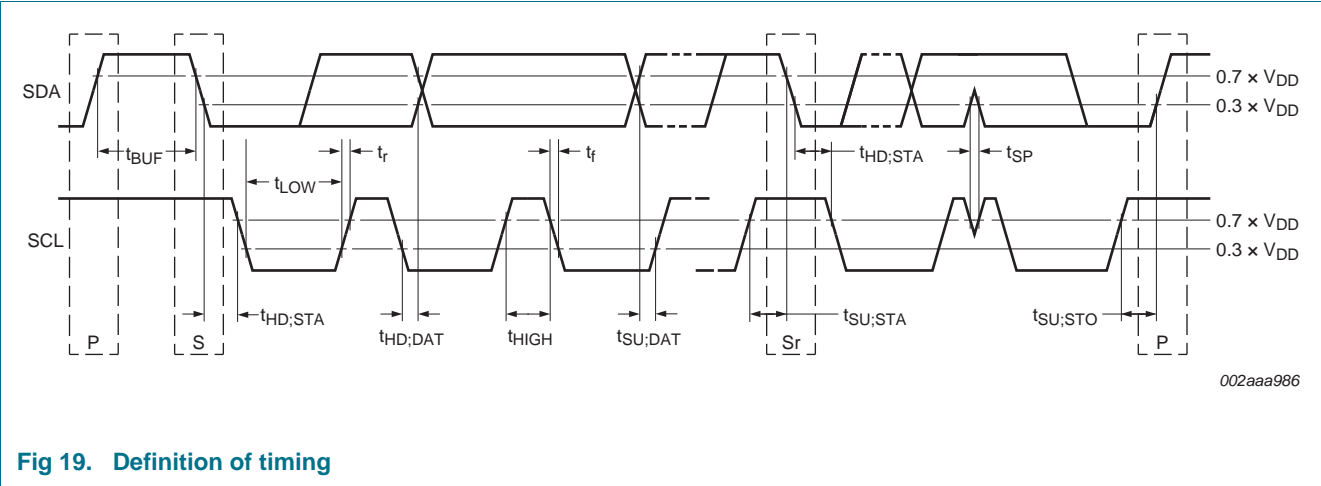 SDA
0.7 × VDD
0.3 × VDD
tBUF
tr
tf
tHD;STA
tSP
tLOW
SCL
0.7 × VDD
0.3 × VDD
tHD;STA
tHD;DAT
tHIGH
tSU;DAT
tSU;STA
tSU;STO
P
S
Sr
P
002aaa986
Fig 19. Definition of timing